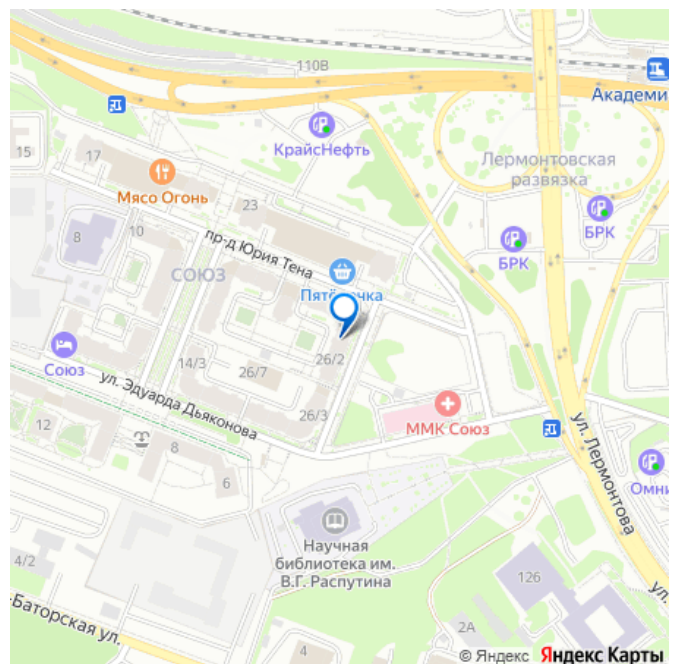 110В
Академи
КрайсНефть
15
17
Мясо Огонь
Лермонтовская
развязка
23
БРК
БРК
8
10
пр-д Юрия Тена
СОЮЗ
Пятёрочка
Союз
14/3
26/2
26/7
ул. Эдуарда Дьяконова
26/3
ММК Союз
12
8
6
ул. Лермонтова
Омни
Научная
библиотека им.
В.Г. Распутина
4/2
126
ул.
-Баторская ул.
2А
4
© Яндекс Яндекс Карты